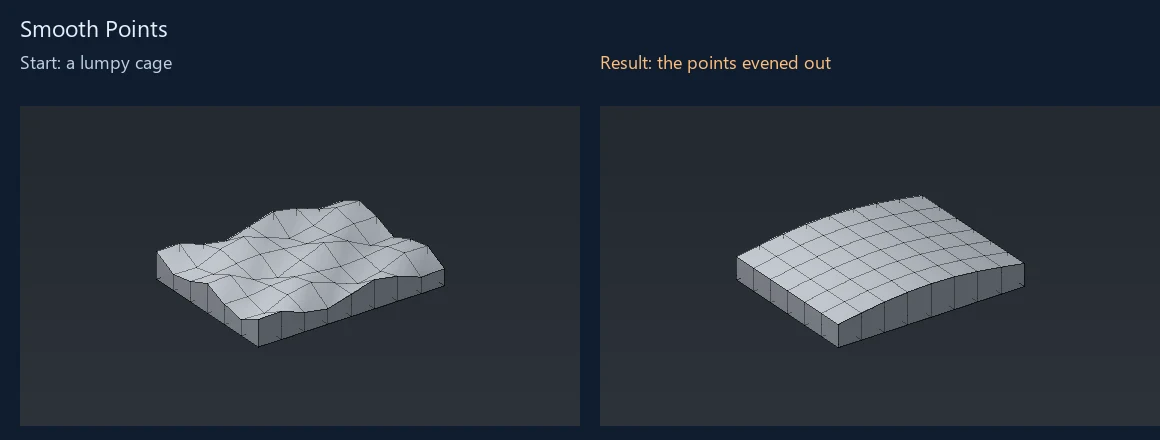 Smooth Points
Start: a lumpy cage
Result: the points evened out